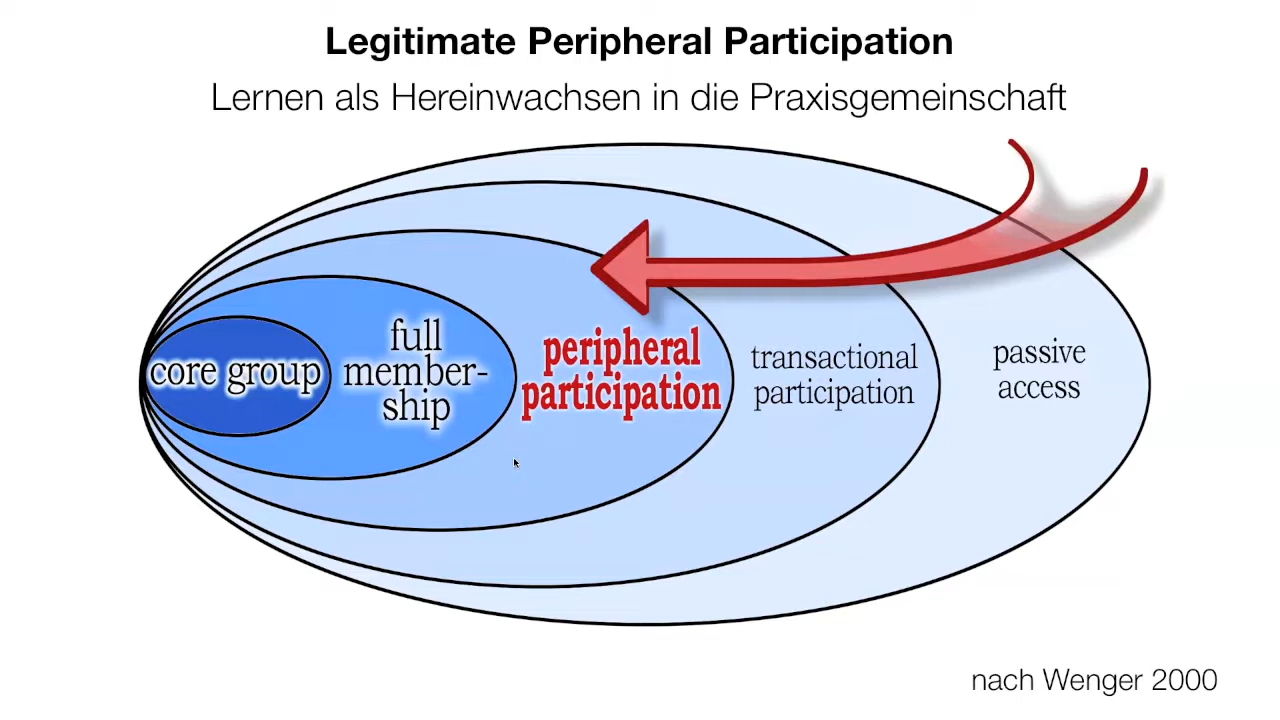 Legitimate Peripheral Participation
Lernen als Hereinwachsen in die Praxisgemeinschaft
core group
full
member-
ship
peripheral
participation
transactional
participation
passive
access
nach Wenger 2000